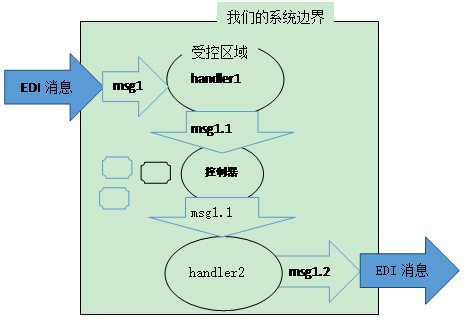 我们的系统边界
受控区域
handler1
EDI 消息
msg1
msg1.1
控制器
msg1.1
handler2
msg1.2
EDI 消息